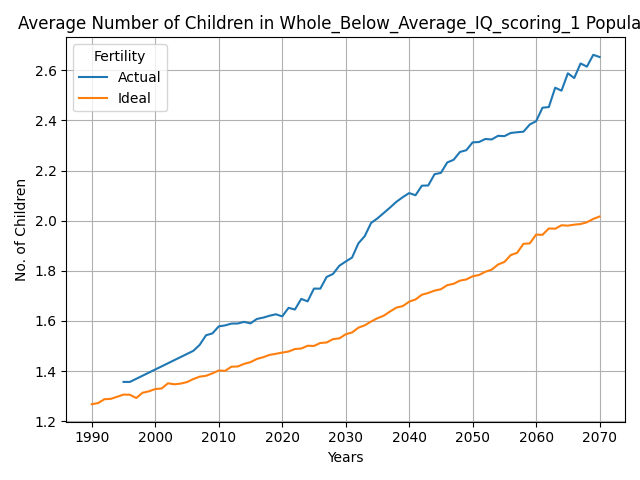 Average Number of Children in Whole_Below_Average_IQ_scoring_1 Popula
Fertility
Actual
Ideal
No. of Children
2.6
2.4
2.2
2.0
1.8
1.6
1.4
1.2
1990 2000 2010 2020 2030 2040 2050 2060 2070
Years